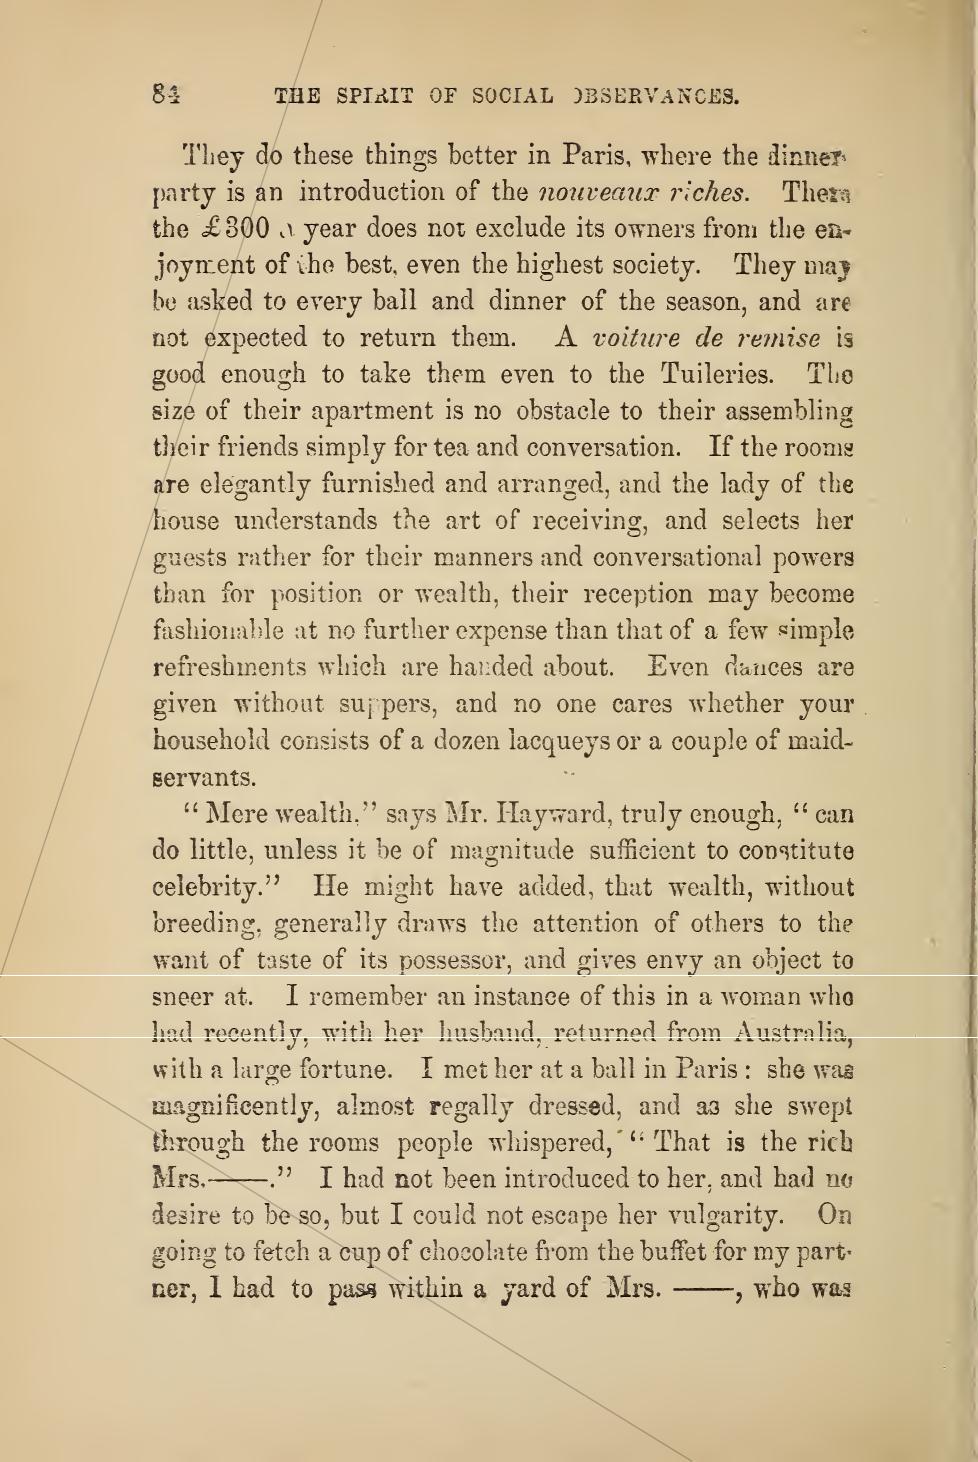 84 THE SPIRIT OF SOCIAL OBSERVANCES.
They do these things better in Paris, where the dinner-
party is an introduction of the nouveaux riches. There
the £300 a year does not exclude its owners from the en-
joyment of the best, even the highest society. They may
be asked to every ball and dinner of the season, and are
not expected to return them. A voiture de remise is
good enough to take them even to the Tuileries. The
size of their apartment is no obstacle to their assembling
their friends simply for tea and conversation. If the rooms
are elegantly furnished and arranged, and the lady of the
house understands the art of receiving, and selects her
guests rather for their manners and conversational powers
than for position or wealth, their reception may become
fashionable at no further expense than that of a few simple
refreshments which are handed about. Even dances are
given without suppers, and no one cares whether your
household consists of a dozen lacqueys or a couple of maid-
servants.
“ Mere wealth,” says Mr. Hayward, truly enough, “ can
do little, unless it be of magnitude sufficient to constitute
celebrity.” He might have added, that wealth, without
breeding, generally draws the attention of others to the
want of taste of its possessor, and gives envy an object to
sneer at. I remember an instance of this in a woman who
had recently, with her husband, returned from Australia,
with a large fortune. I met her at a ball in Paris : she was
magnificently, almost regally dressed, and as she swept
through the rooms people whispered, “ That is the rich
Mrs.——.” I had not been introduced to her, and had no
desire to be so, but I could not escape her vulgarity. On
going to fetch a cup of chocolate from the buffet for my part-
ner, I had to pass within a yard of Mrs. ——, who was